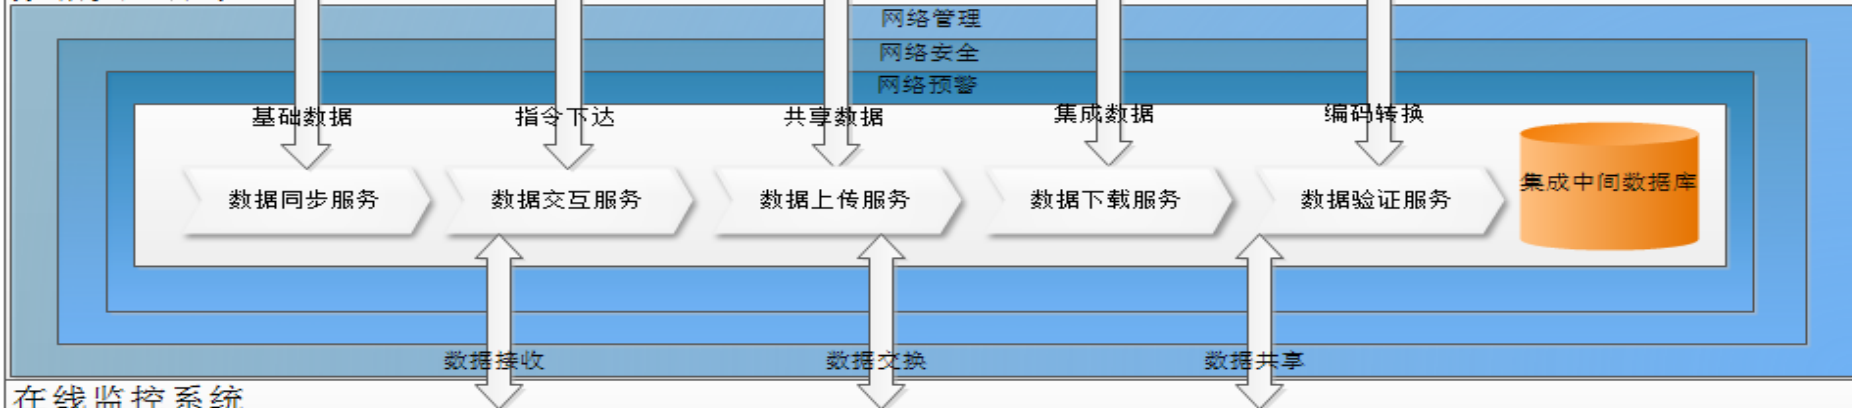 网络管理
网络安全
网络预警
基础数据
指令下达
共享数据
集成数据
编码转换
数据同步服务
数据交互服务
数据上传服务
数据下载服务
数据验证服务
集成中间数据库
数据接收
数据交换
数据共享
在线监控系统